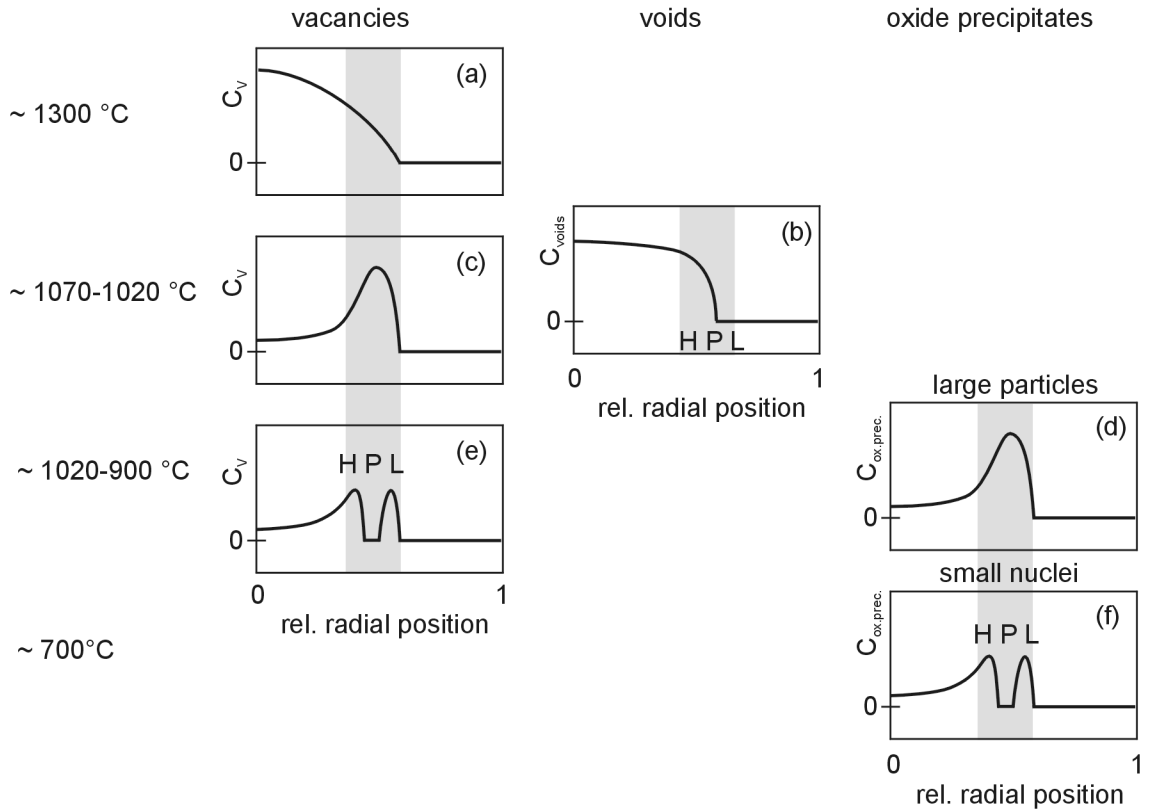 vacancies voids oxide precipitates
~ 1300 °C
C_V
(a)
0
~ 1070-1020 °C
C_V
(c)
0
C_voids
(b)
0
H P L
0 1
rel. radial position
~ 1020-900 °C
C_V
H P L
(e)
0
0 1
rel. radial position
large particles
C_ox.prec.
(d)
0
~ 700°C
small nuclei
C_ox.prec.
(f)
H P L
0
0 1
rel. radial position